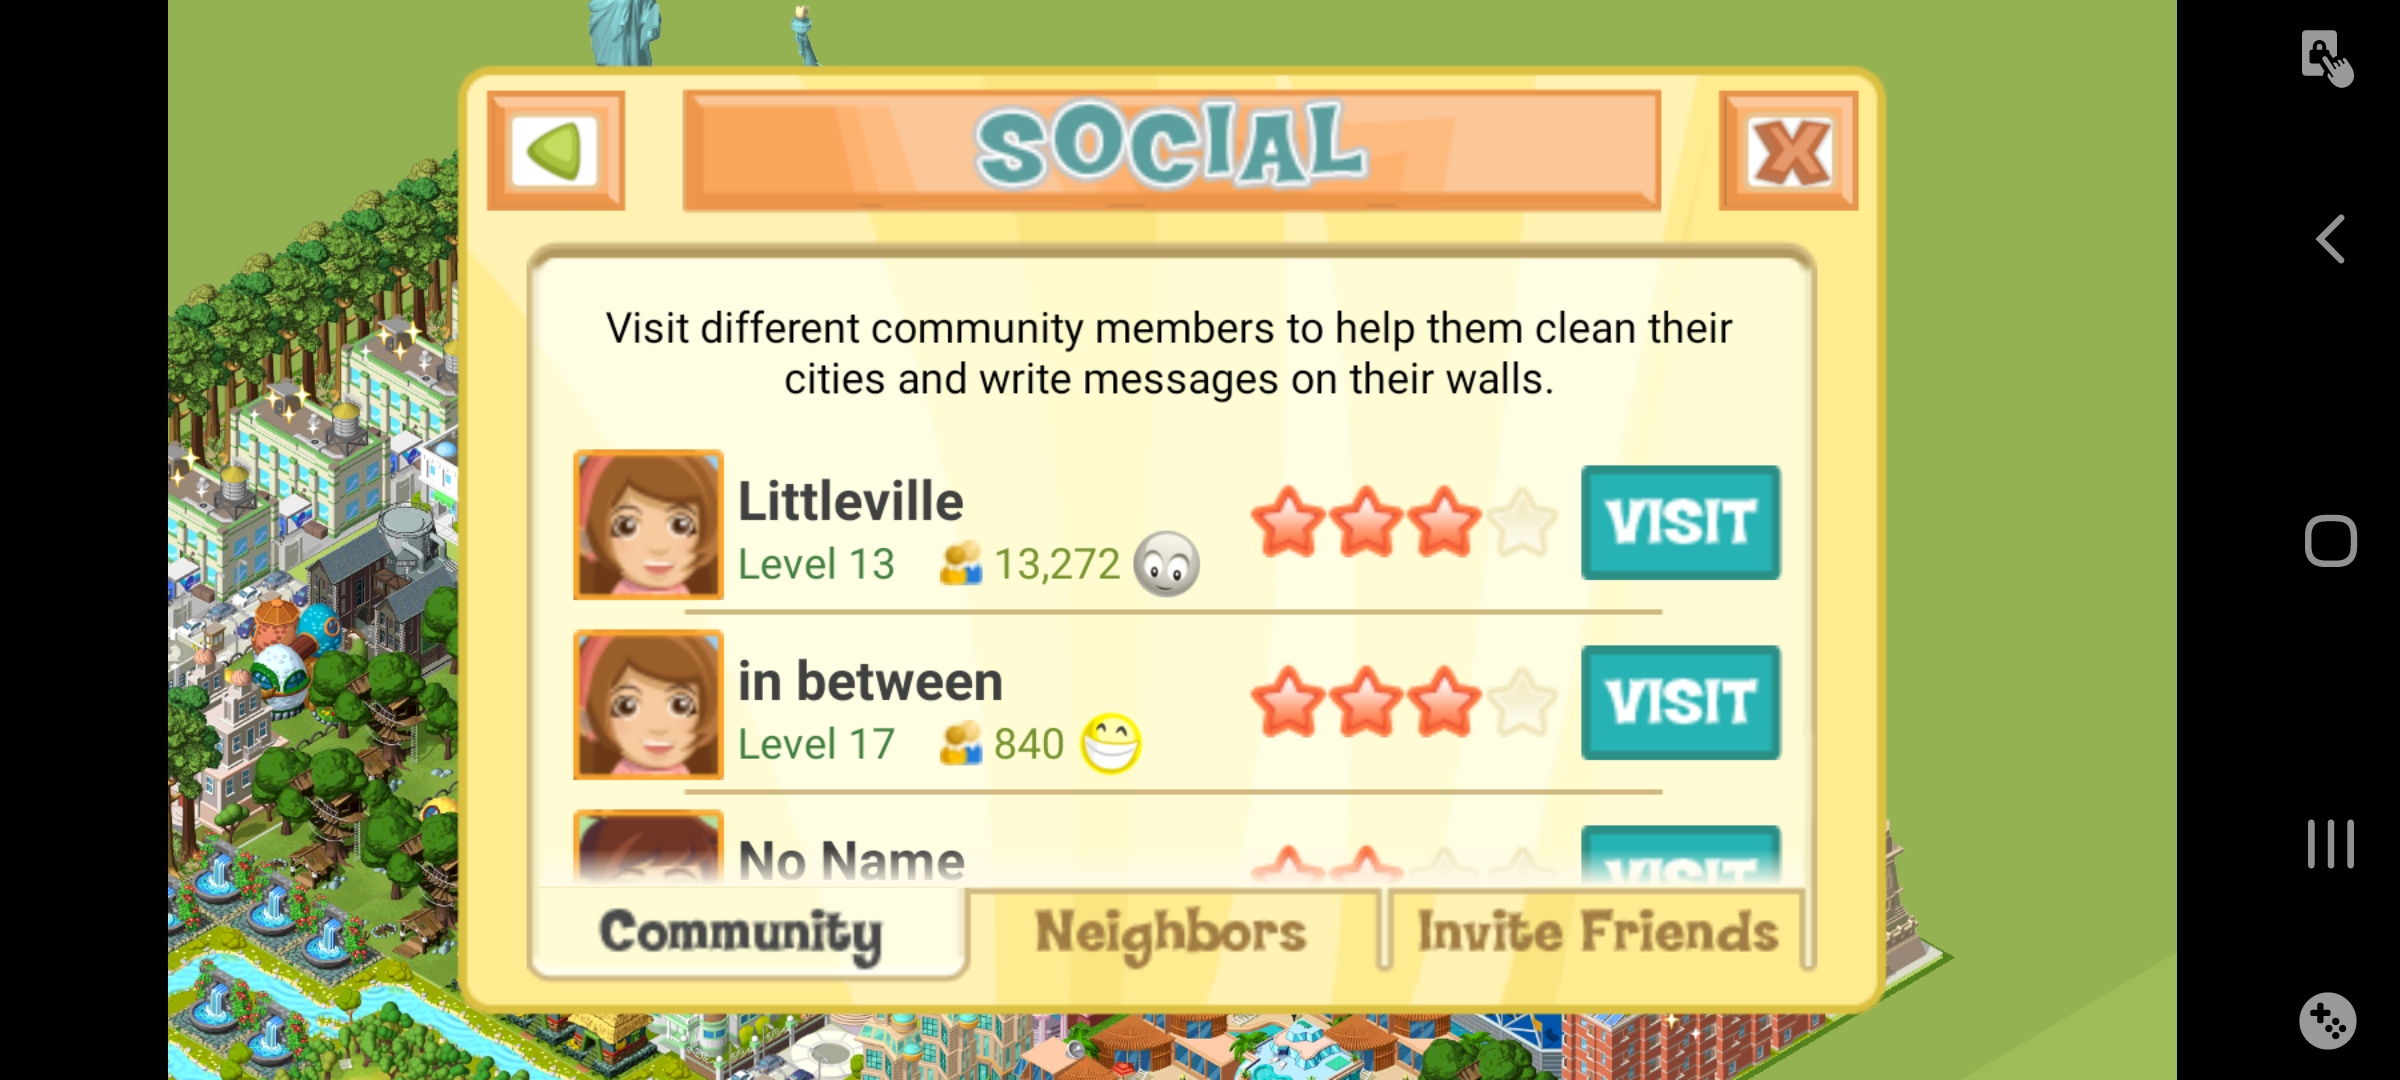 SOCIAL
Visit different community members to help them clean their
cities and write messages on their walls.
Littleville
Level 13 13,272
VISIT
in between
Level 17 840
VISIT
No Name
VISIT
Community
Neighbors
Invite Friends